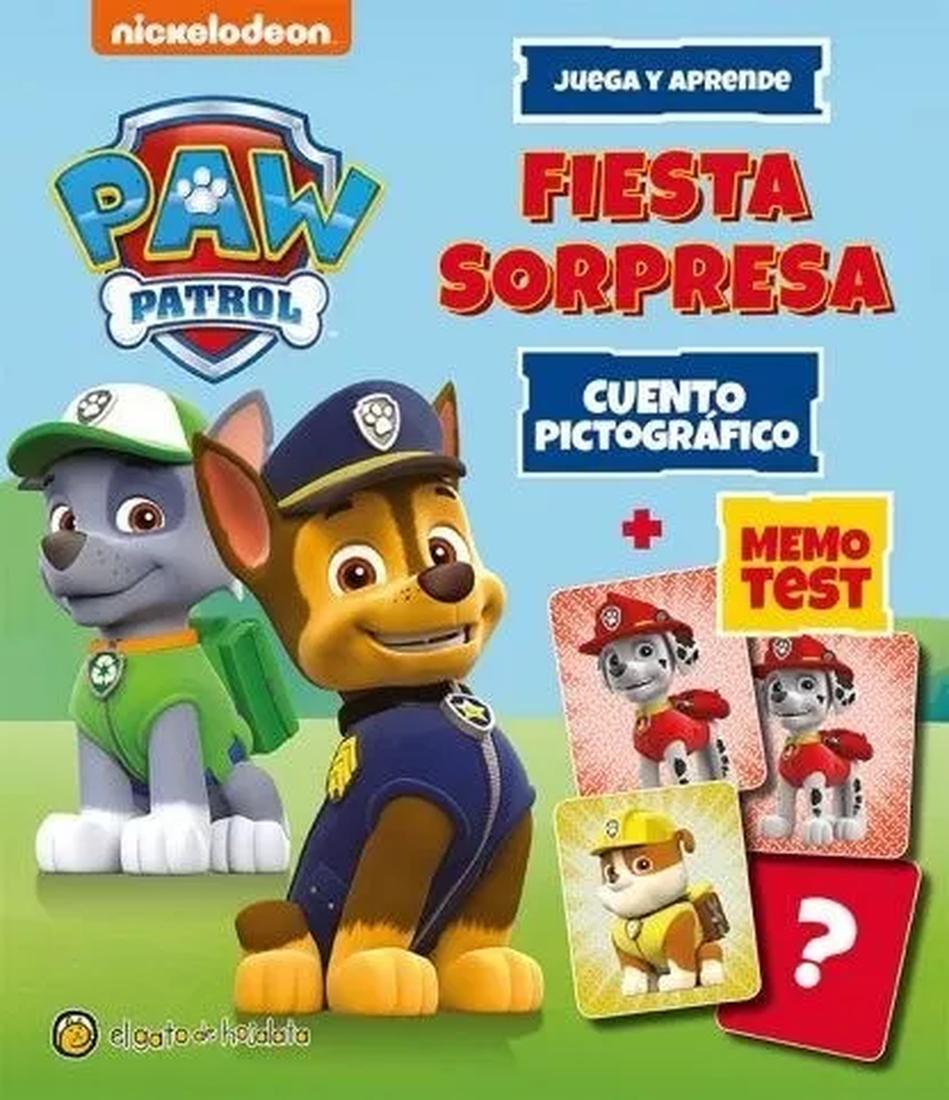 nickelodeon
PAW
PATROL
JUEGA Y APRENDE
FIESTA
SORPRESA
CUENTO
PICTOGRÁFICO
+
MEMO
TEST
?
el gato de hojalata